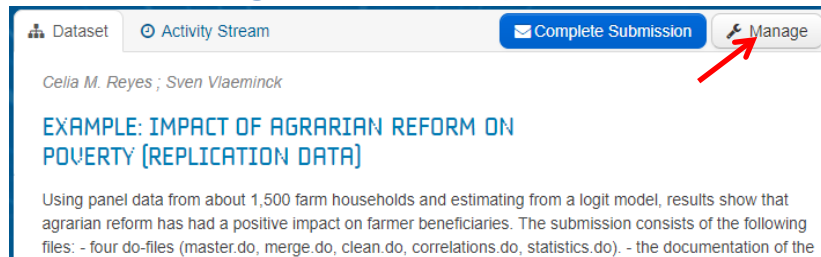 Dataset Activity Stream Complete Submission Manage
Celia M. Reyes ; Sven Vlaeminck
EXAMPLE: IMPACT OF AGRARIAN REFORM ON
POVERTY (REPLICATION DATA)
Using panel data from about 1,500 farm households and estimating from a logit model, results show that
agrarian reform has had a positive impact on farmer beneficiaries. The submission consists of the following
files: - four do-files (master.do, merge.do, clean.do, correlations.do, statistics.do). - the documentation of the